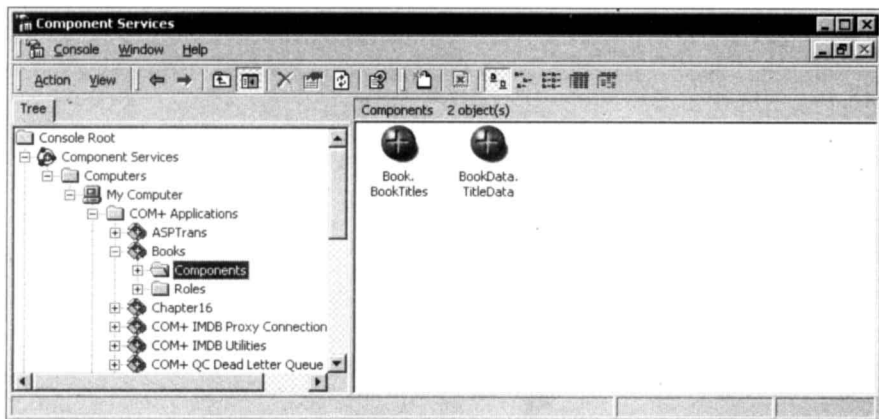 Component Services
Console Window Help
Action View
Tree
Components 2 object(s)
Console Root
Component Services
Computers
My Computer
COM+ Applications
ASPTrans
Books
Components
Roles
Chapter16
COM+ IMDB Proxy Connection
COM+ IMDB Utilities
COM+ QC Dead Letter Queue
Book.
BookTitles
BookData.
TitleData